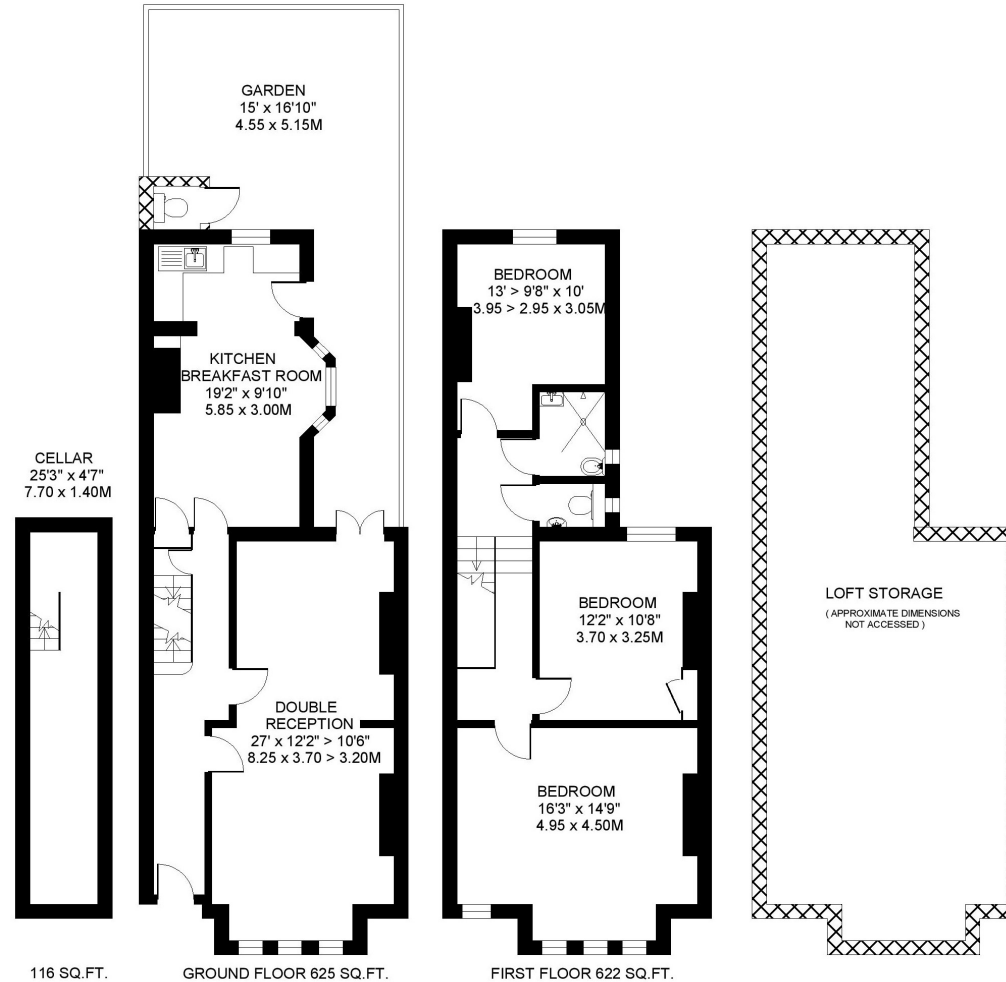 GARDEN
15' x 16'10"
4.55 x 5.15M
KITCHEN
BREAKFAST ROOM
19'2" x 9'10"
5.85 x 3.00M
CELLAR
25'3" x 4'7"
7.70 x 1.40M
DOUBLE
RECEPTION
27' x 12'2" > 10'6"
8.25 x 3.70 > 3.20M
BEDROOM
13' > 9'8" x 10'
3.95 > 2.95 x 3.05M
BEDROOM
12'2" x 10'8"
3.70 x 3.25M
BEDROOM
16'3" x 14'9"
4.95 x 4.50M
LOFT STORAGE
( APPROXIMATE DIMENSIONS
NOT ACCESSED )
116 SQ.FT.
GROUND FLOOR 625 SQ.FT.
FIRST FLOOR 622 SQ.FT.